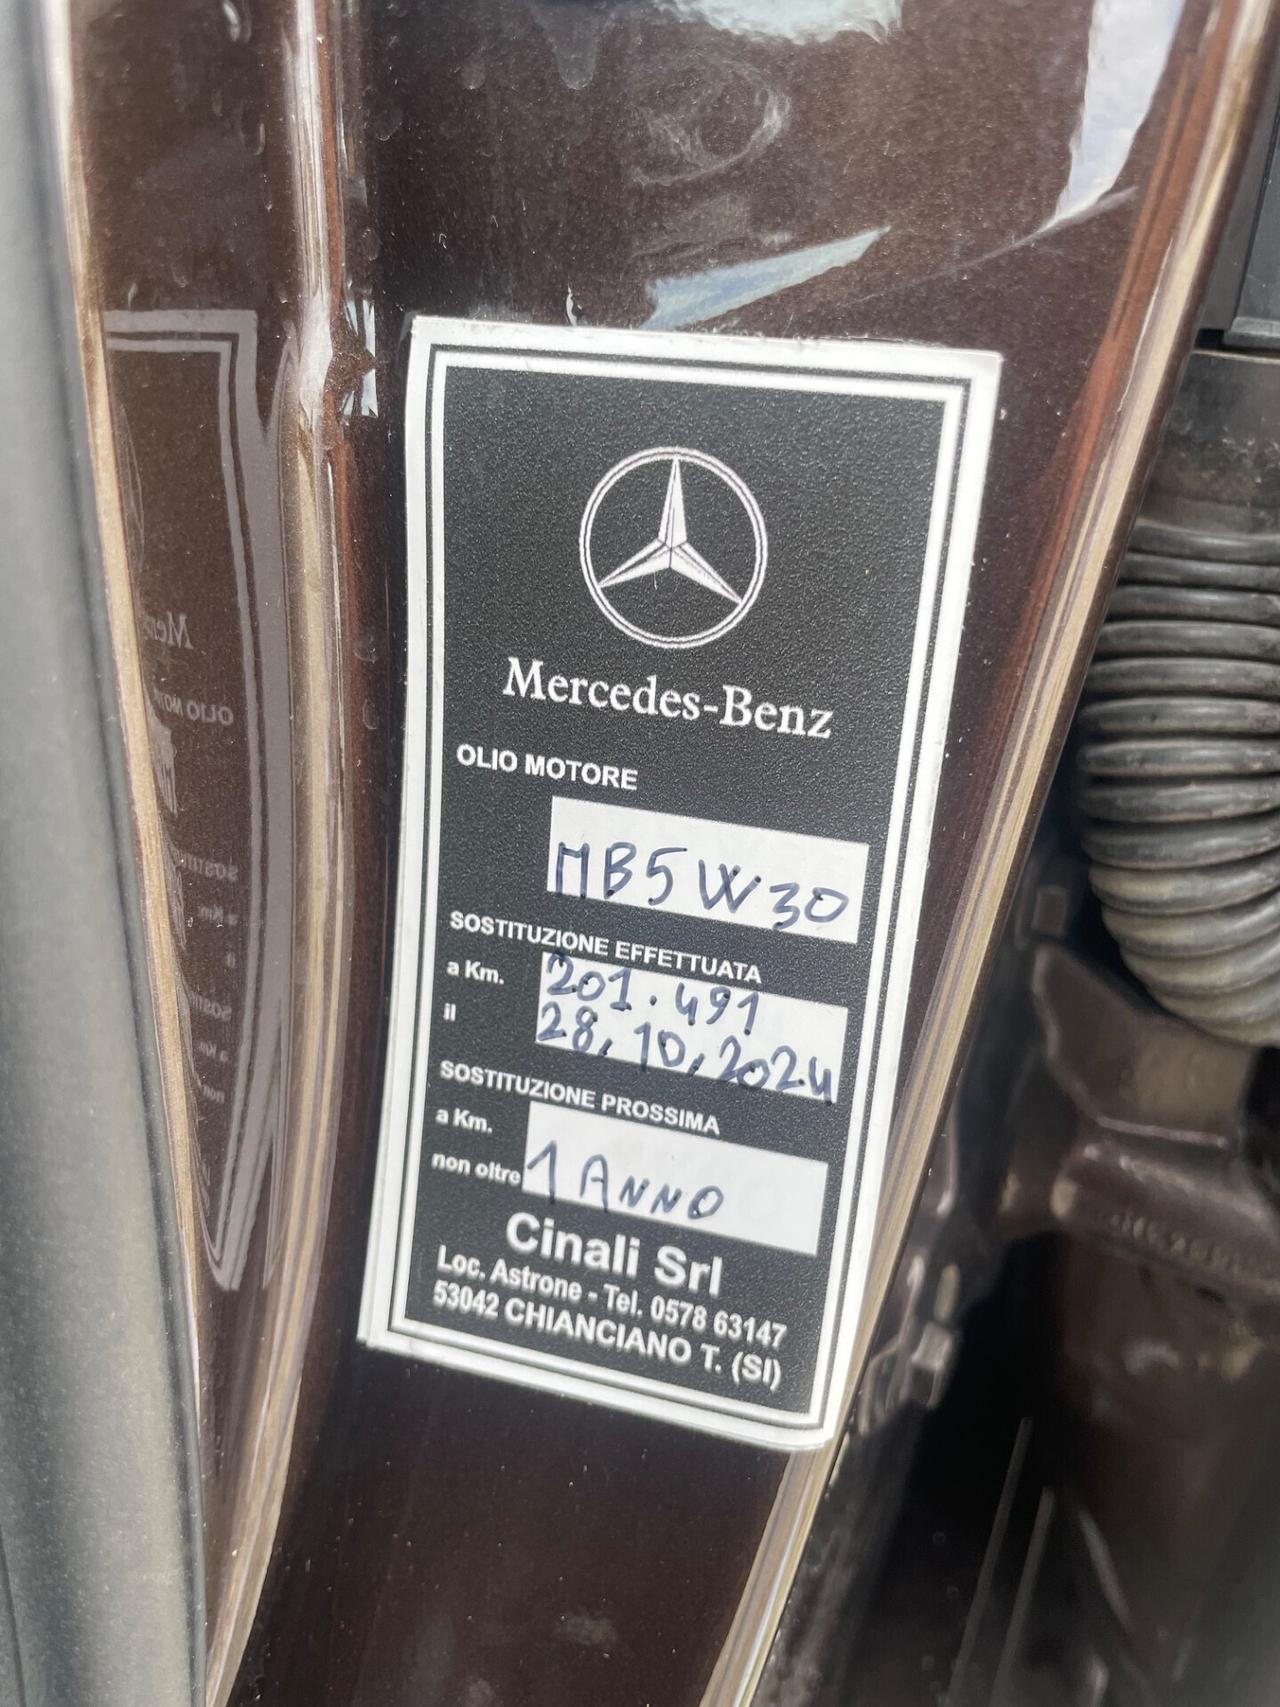 Mercedes-Benz
OLIO MOTORE
MB5W30
SOSTITUZIONE EFFETTUATA
a Km. 201.491
il 28.10.2024
SOSTITUZIONE PROSSIMA
a Km.
non oltre 1 ANNO
Cinali Srl
Loc. Astrone - Tel. 0578 63147
53042 CHIANCIANO T. (SI)